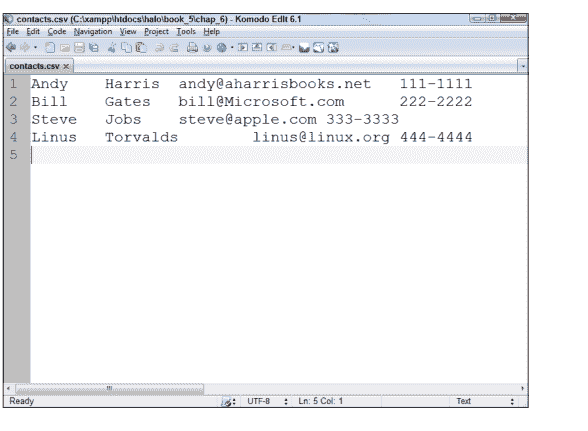 contacts.csv (C:\xampp\htdocs\halo\book_5\chap_6) - Komodo Edit 6.1
File Edit Code Navigation View Project Tools Help
contacts.csv ×
1 Andy Harris andy@aharrisbooks.net 111-1111
2 Bill Gates bill@Microsoft.com 222-2222
3 Steve Jobs steve@apple.com 333-3333
4 Linus Torvalds linus@linux.org 444-4444
5
Ready UTF-8 Ln: 5 Col: 1 Text